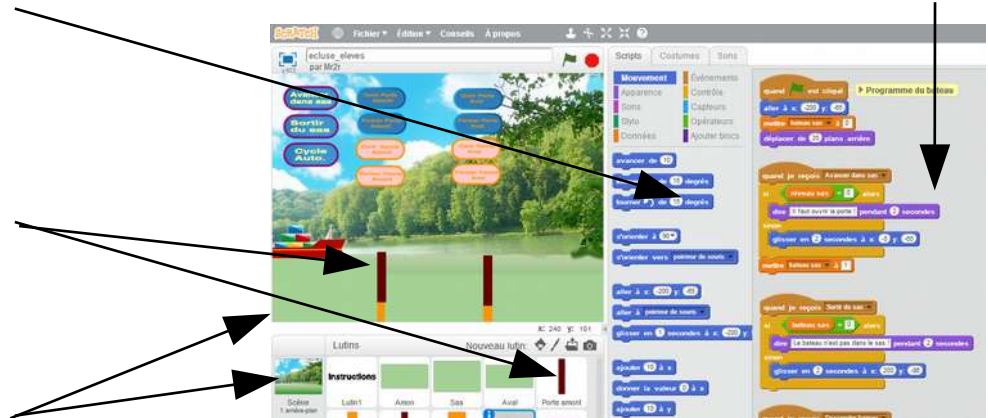 SCRATCH Fichier Édition Conseils À propos
ecluse_eleves
par Mr2r
Avancer
dans sas
Sortir
du sas
Cycle
Auto.
X: 240 y: 101
Lutins
Nouveau lutin:
Scène
1 arrière-plan
Instructions
Lutin1
Amon
Sas
Aval
Porte amont
Scripts Costumes Sons
Mouvement Événements
Apparence Contrôle
Sons Capteurs
Stylo Opérateurs
Données Ajouter blocs
avancer de 10
de 15 degrés
tourner de 15 degrés
s'orienter à 90
s'orienter vers pointeur de souris
aller à x: -200 y: -65
aller à pointeur de souris
glisser en 1 secondes à x: -200 y:
ajouter 10 à x
donner la valeur 0 à x
ajouter 10 à y
quand est cliqué
Programme du bateau
aller à x: -200 y: -65
mettre bateau sas à 0
déplacer de 20 plans arrière
quand je reçois Avancer dans sas
si niveau sas = 0 alors
dire Il faut ouvrir la porte ! pendant 2 secondes
sinon
glisser en 2 secondes à x: y:
mettre bateau sas à 1
quand je reçois Sortir du sas
si bateau sas = 0 alors
dire Le bateau n'est pas dans le sas ! pendant 2 secondes
sinon
glisser en 2 secondes à x: 200 y: